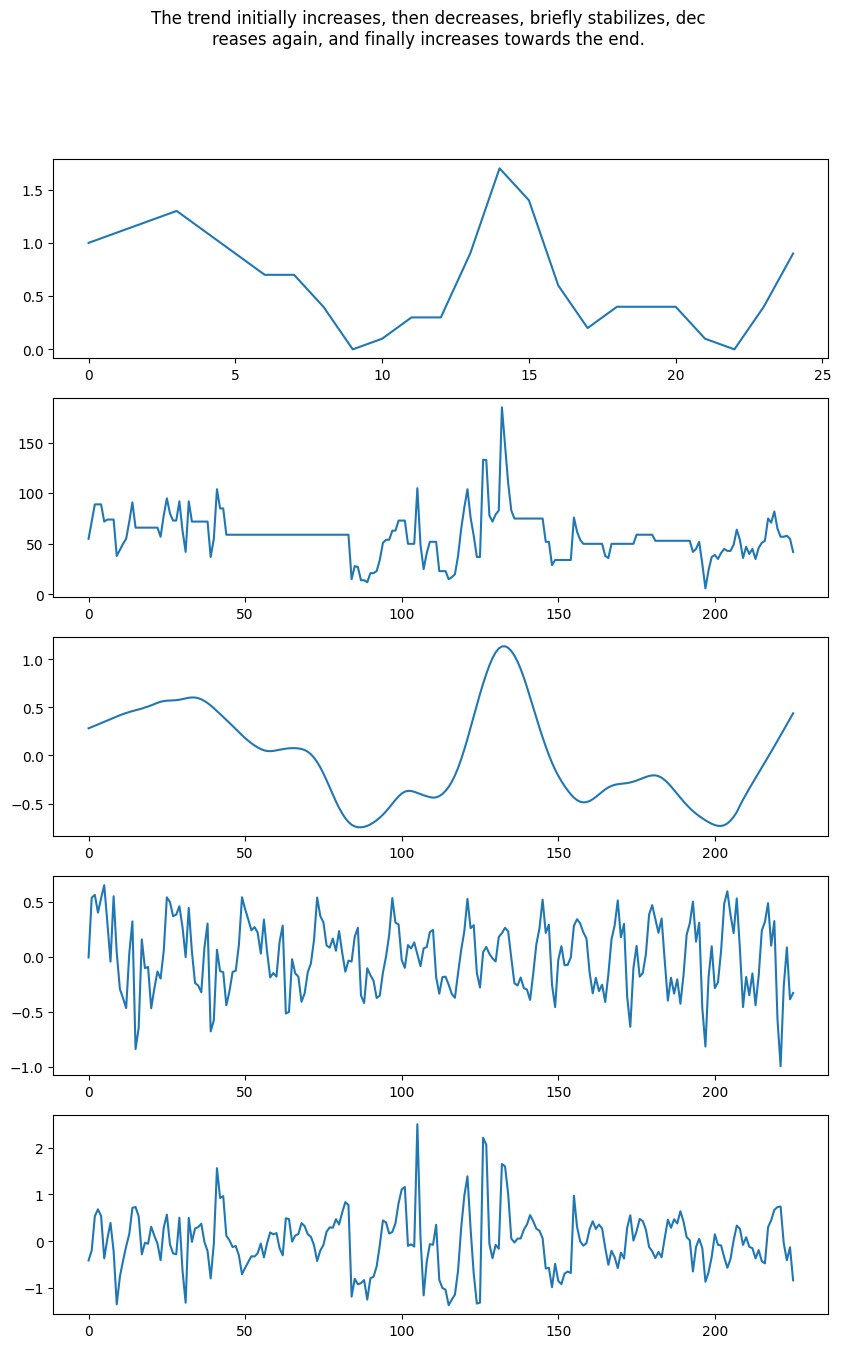 The trend initially increases, then decreases, briefly stabilizes, dec
reases again, and finally increases towards the end.
1.5
1.0
0.5
0.0
0 5 10 15 20 25
150
100
50
0
0 50 100 150 200
1.0
0.5
0.0
−0.5
0 50 100 150 200
0.5
0.0
−0.5
−1.0
0 50 100 150 200
2
1
0
−1
0 50 100 150 200